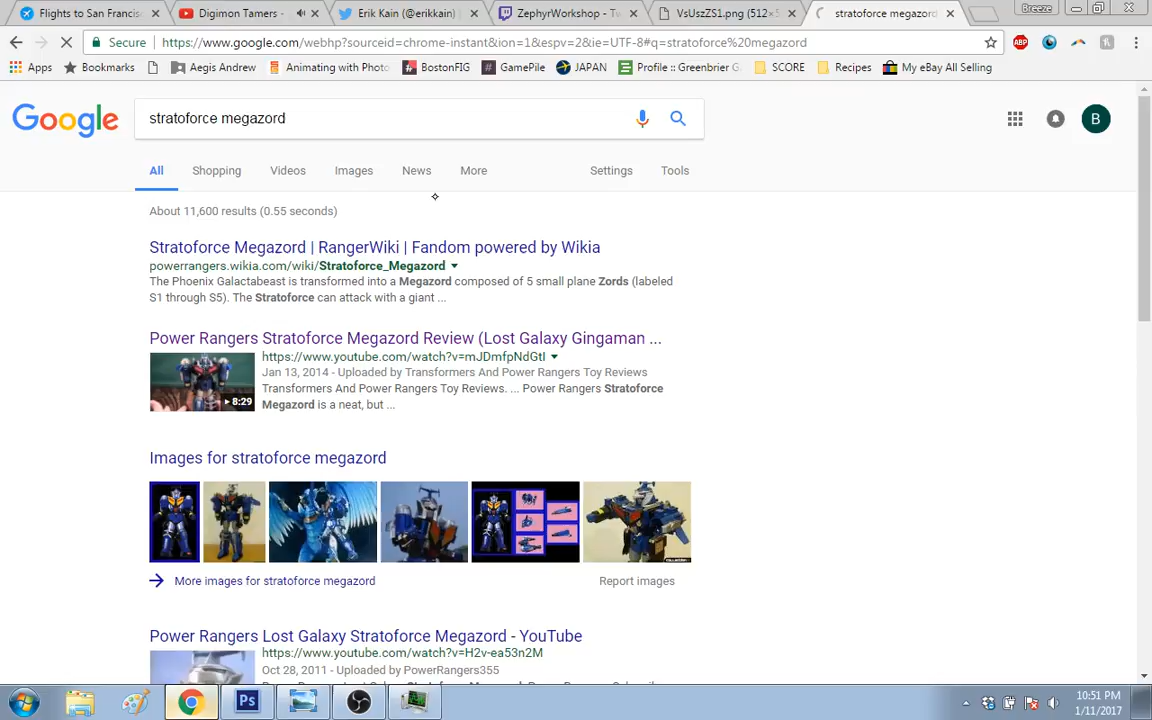 Flights to San Francis
Digimon Tamers -
Erik Kain (@erikkain) |
ZephyrWorkshop - Tw
VsUszZS1.png (512×5
stratoforce megazord
Breeze
Secure
https://www.google.com/webhp?sourceid=chrome-instant&ion=1&espv=2&ie=UTF-8#q=stratoforce%20megazord
ABP
Apps
Bookmarks
Aegis Andrew
Animating with Photo
BostonFIG
GamePile
JAPAN
Profile :: Greenbrier G
SCORE
Recipes
My eBay All Selling
Google
stratoforce megazord
B
All
Shopping
Videos
Images
News
More
Settings
Tools
About 11,600 results (0.55 seconds)
Stratoforce Megazord | RangerWiki | Fandom powered by Wikia
powerrangers.wikia.com/wiki/Stratoforce_Megazord
The Phoenix Galactabeast is transformed into a Megazord composed of 5 small plane Zords (labeled
S1 through S5). The Stratoforce can attack with a giant ...
Power Rangers Stratoforce Megazord Review (Lost Galaxy Gingaman ...
https://www.youtube.com/watch?v=mJDmfpNdGtI
Jan 13, 2014 - Uploaded by Transformers And Power Rangers Toy Reviews
Transformers And Power Rangers Toy Reviews. ... Power Rangers Stratoforce
Megazord is a neat, but ...
8:29
Images for stratoforce megazord
More images for stratoforce megazord
Report images
Power Rangers Lost Galaxy Stratoforce Megazord - YouTube
https://www.youtube.com/watch?v=H2v-ea53n2M
Oct 28, 2011 - Uploaded by PowerRangers355
Ps
10:51 PM
1/11/2017